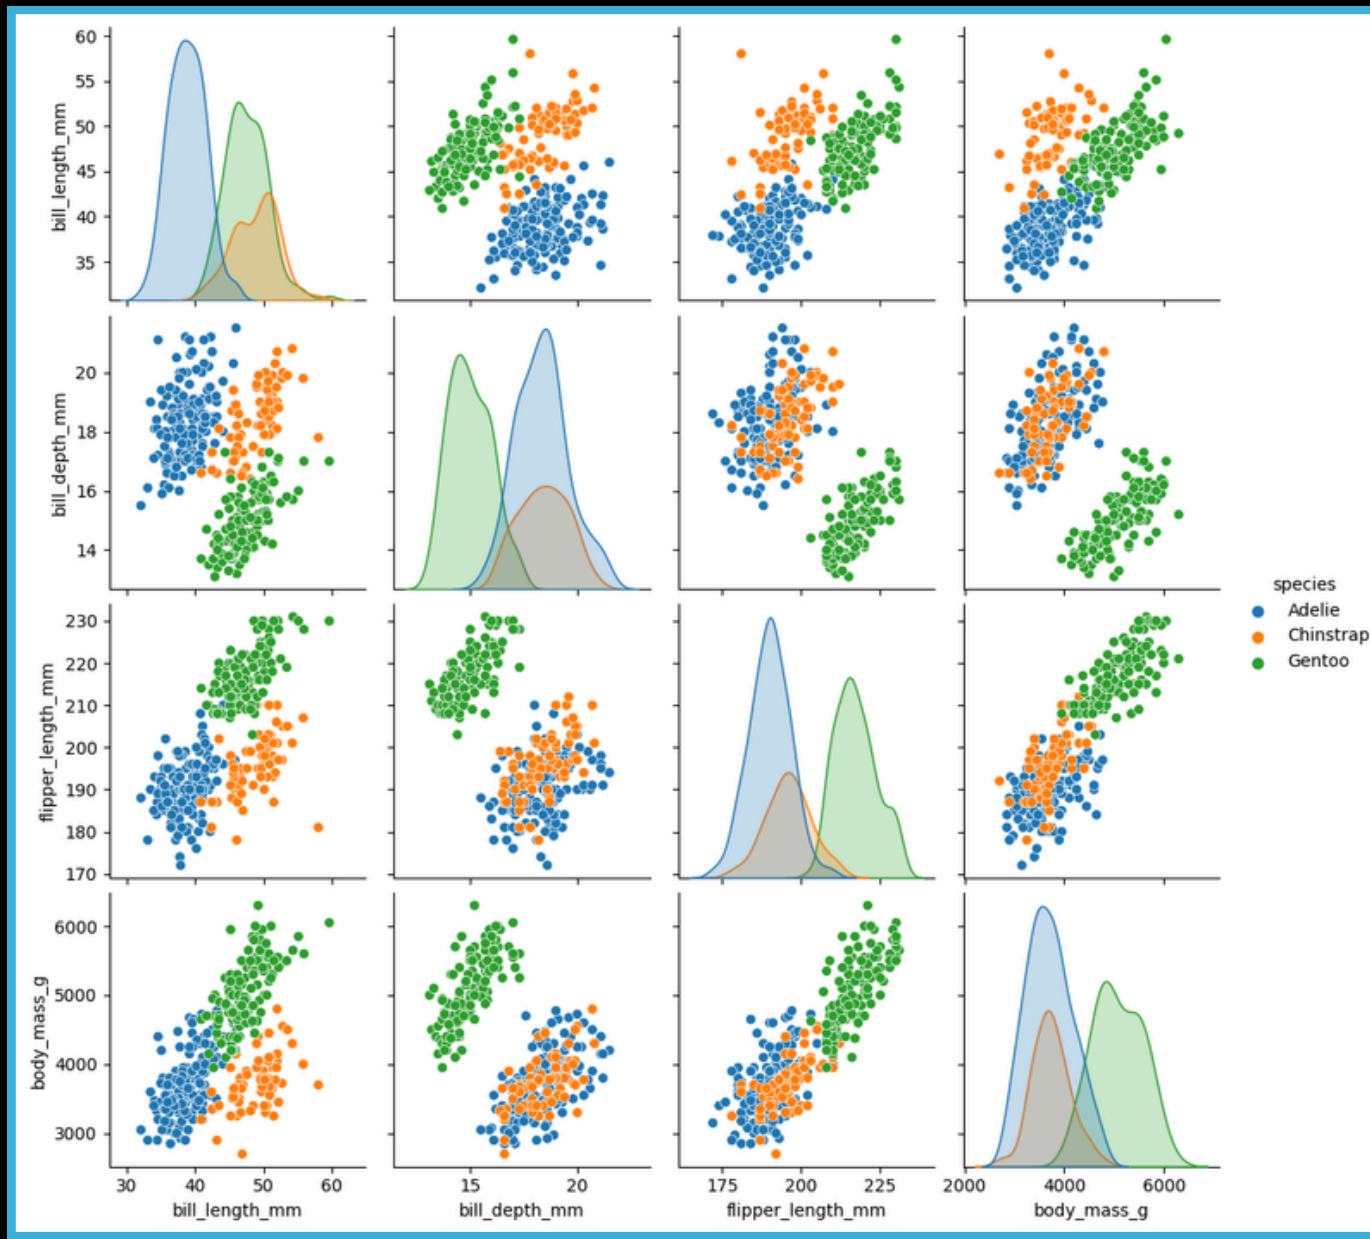 60
55
50
45
40
35
bill_length_mm
20
18
16
14
bill_depth_mm
230
220
210
200
190
180
170
flipper_length_mm
6000
5000
4000
3000
body_mass_g
30 40 50 60
bill_length_mm
15 20
bill_depth_mm
175 200 225
flipper_length_mm
2000 4000 6000
body_mass_g
species
Adelie
Chinstrap
Gentoo